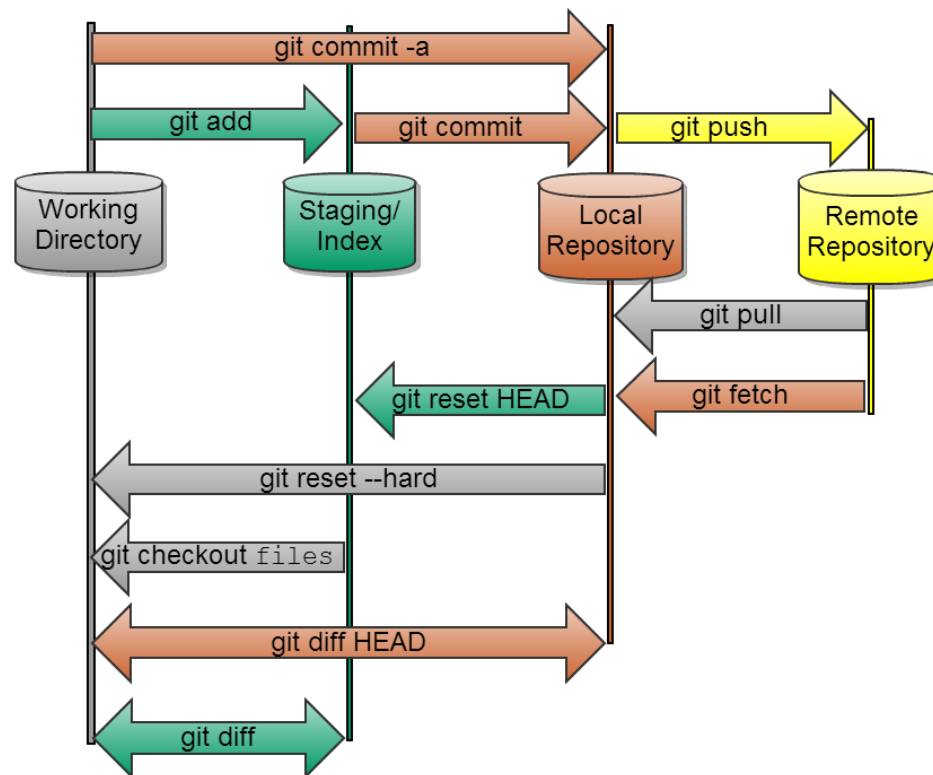 git commit -a
git add
git commit
git push
Working
Directory
Staging/
Index
Local
Repository
Remote
Repository
git pull
git reset HEAD
git fetch
git reset --hard
git checkout files
git diff HEAD
git diff